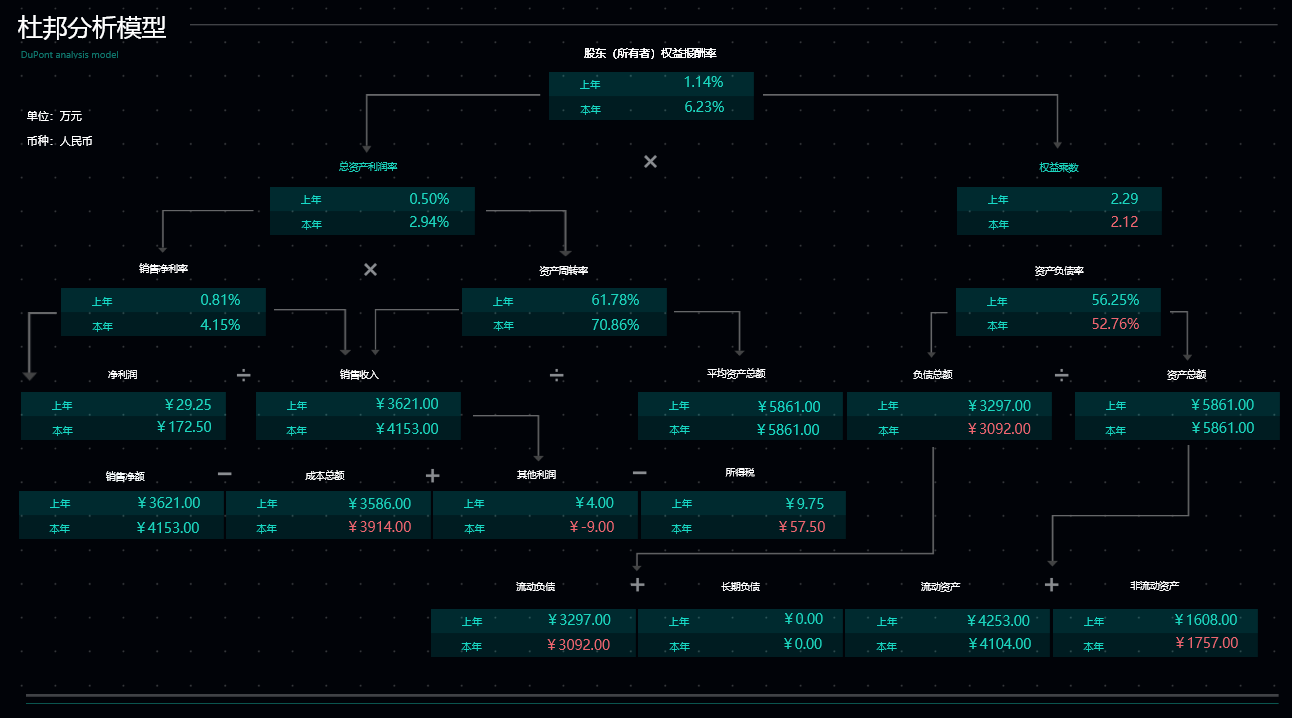 杜邦分析模型
DuPont analysis model
股东（所有者）权益报酬率
上年 1.14%
本年 6.23%
单位：万元
币种：人民币
×
总资产利润率
上年 0.50%
本年 2.94%
权益乘数
上年 2.29
本年 2.12
销售净利率
上年 0.81%
本年 4.15%
×
资产周转率
上年 61.78%
本年 70.86%
资产负债率
上年 56.25%
本年 52.76%
净利润
上年 ¥29.25
本年 ¥172.50
÷
销售收入
上年 ¥3621.00
本年 ¥4153.00
÷
平均资产总额
上年 ¥5861.00
本年 ¥5861.00
负债总额
上年 ¥3297.00
本年 ¥3092.00
÷
资产总额
上年 ¥5861.00
本年 ¥5861.00
销售净额
上年 ¥3621.00
本年 ¥4153.00
－
成本总额
上年 ¥3586.00
本年 ¥3914.00
＋
其他利润
上年 ¥4.00
本年 ¥-9.00
－
所得税
上年 ¥9.75
本年 ¥57.50
流动负债
上年 ¥3297.00
本年 ¥3092.00
＋
长期负债
上年 ¥0.00
本年 ¥0.00
流动资产
上年 ¥4253.00
本年 ¥4104.00
＋
非流动资产
上年 ¥1608.00
本年 ¥1757.00